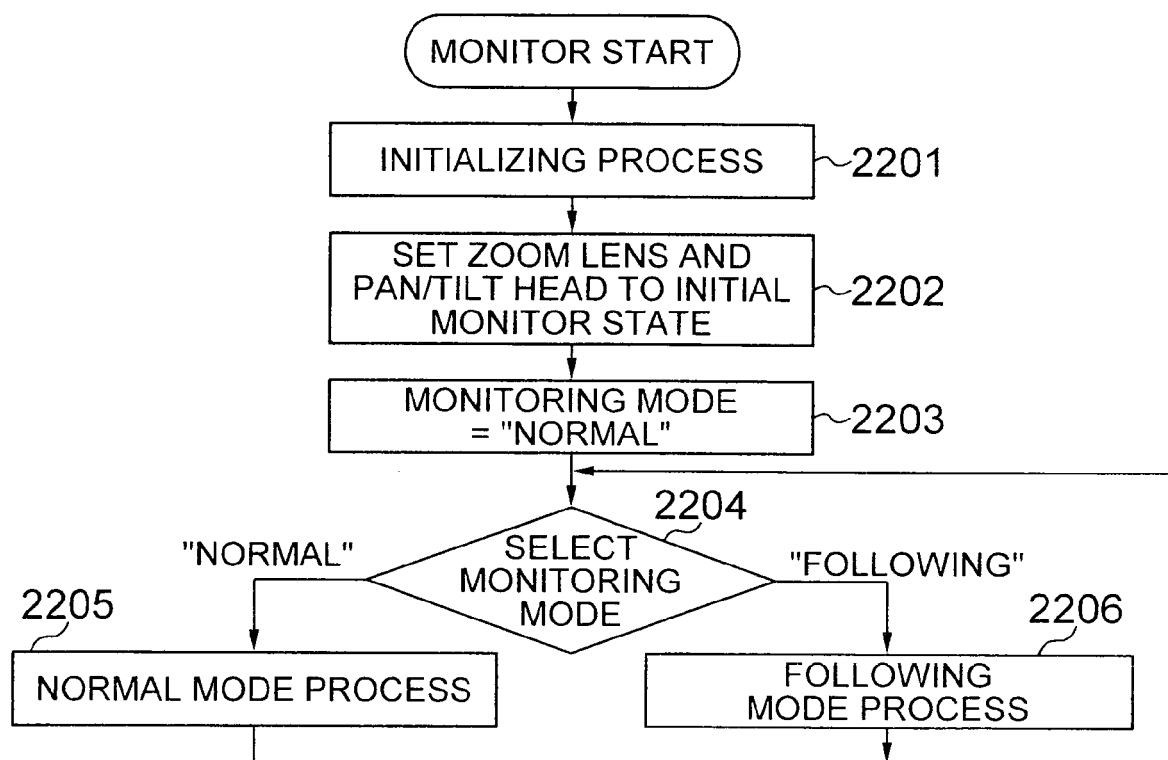 MONITOR START
INITIALIZING PROCESS
2201
SET ZOOM LENS AND
PAN/TILT HEAD TO INITIAL
MONITOR STATE
2202
MONITORING MODE
= "NORMAL"
2203
2204
SELECT
MONITORING
MODE
"NORMAL"
"FOLLOWING"
2205
NORMAL MODE PROCESS
2206
FOLLOWING
MODE PROCESS